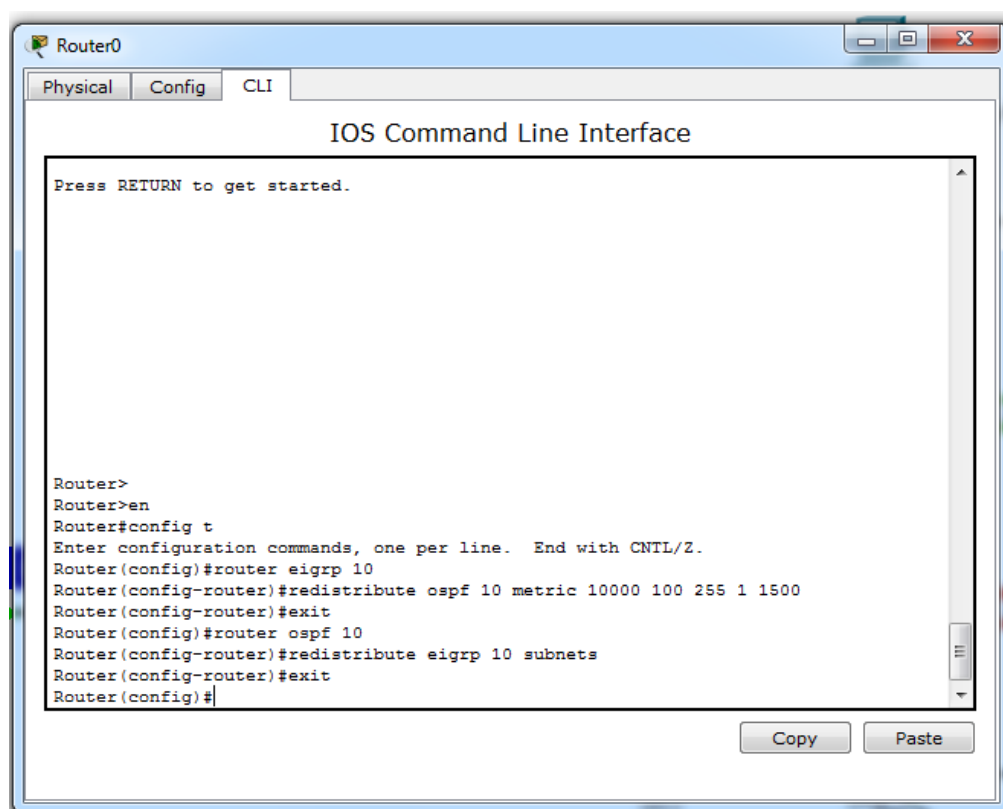 Router0
Physical Config CLI
IOS Command Line Interface
Press RETURN to get started.
Router>
Router>en
Router#config t
Enter configuration commands, one per line.  End with CNTL/Z.
Router(config)#router eigrp 10
Router(config-router)#redistribute ospf 10 metric 10000 100 255 1 1500
Router(config-router)#exit
Router(config)#router ospf 10
Router(config-router)#redistribute eigrp 10 subnets
Router(config-router)#exit
Router(config)#
Copy Paste